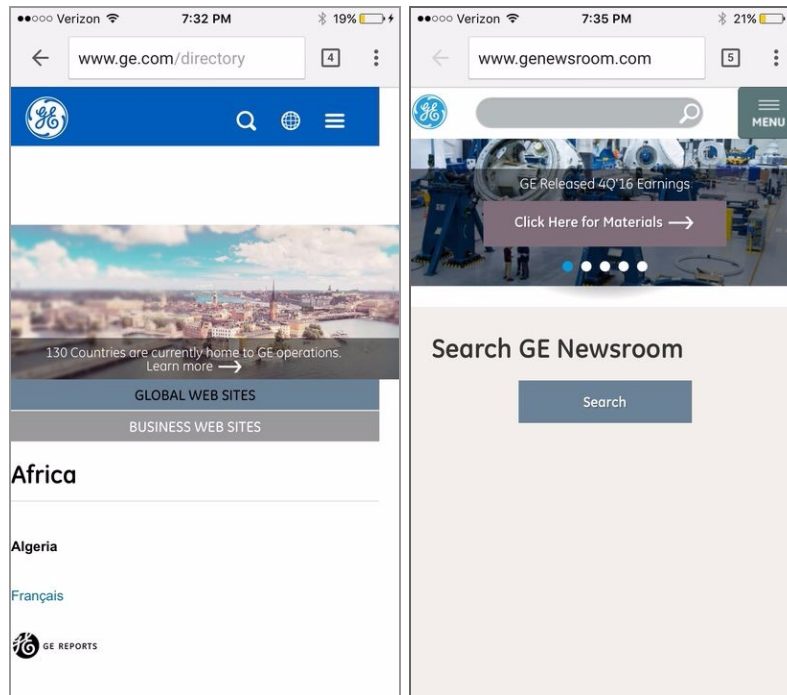 ●●○○○ Verizon 7:32 PM 19%
www.ge.com/directory 4
GE
130 Countries are currently home to GE operations.
Learn more →
GLOBAL WEB SITES
BUSINESS WEB SITES
Africa
Algeria
Français
GE REPORTS
●●○○○ Verizon 7:35 PM 21%
www.genewsroom.com 5
GE
MENU
GE Released 4Q'16 Earnings
Click Here for Materials →
Search GE Newsroom
Search